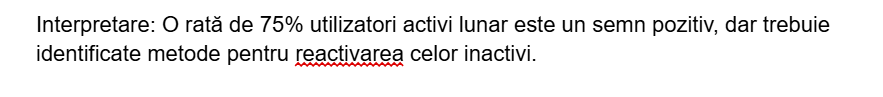 Interpretare: O rată de 75% utilizatori activi lunar este un semn pozitiv, dar trebuie
identificate metode pentru reactivarea celor inactivi.